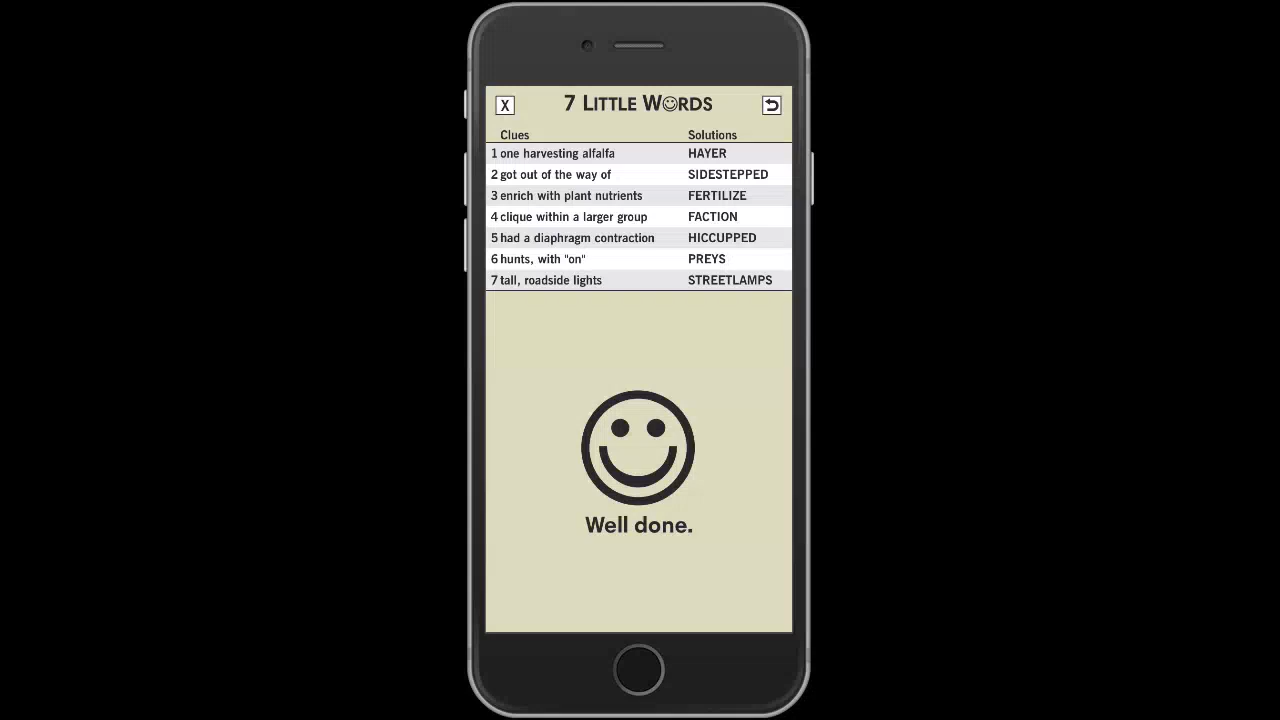 X 7 LITTLE WORDS
Clues Solutions
1 one harvesting alfalfa HAYER
2 got out of the way of SIDESTEPPED
3 enrich with plant nutrients FERTILIZE
4 clique within a larger group FACTION
5 had a diaphragm contraction HICCUPPED
6 hunts, with "on" PREYS
7 tall, roadside lights STREETLAMPS
Well done.